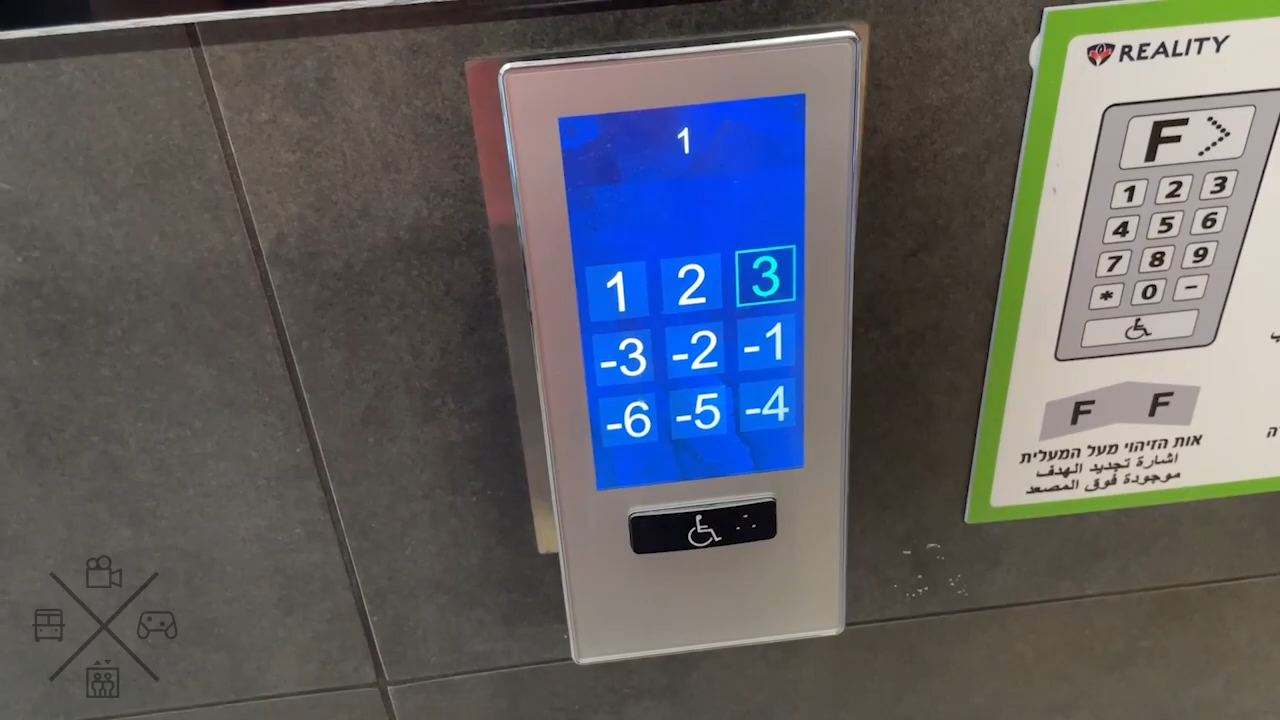 1
1 2 3
-3 -2 -1
-6 -5 -4
REALITY
F >
1 2 3
4 5 6
7 8 9
* 0 -
F F
אות הזיהוי מעל המעלית
اشارة تجديد الهدف
موجودة فوق المصعد